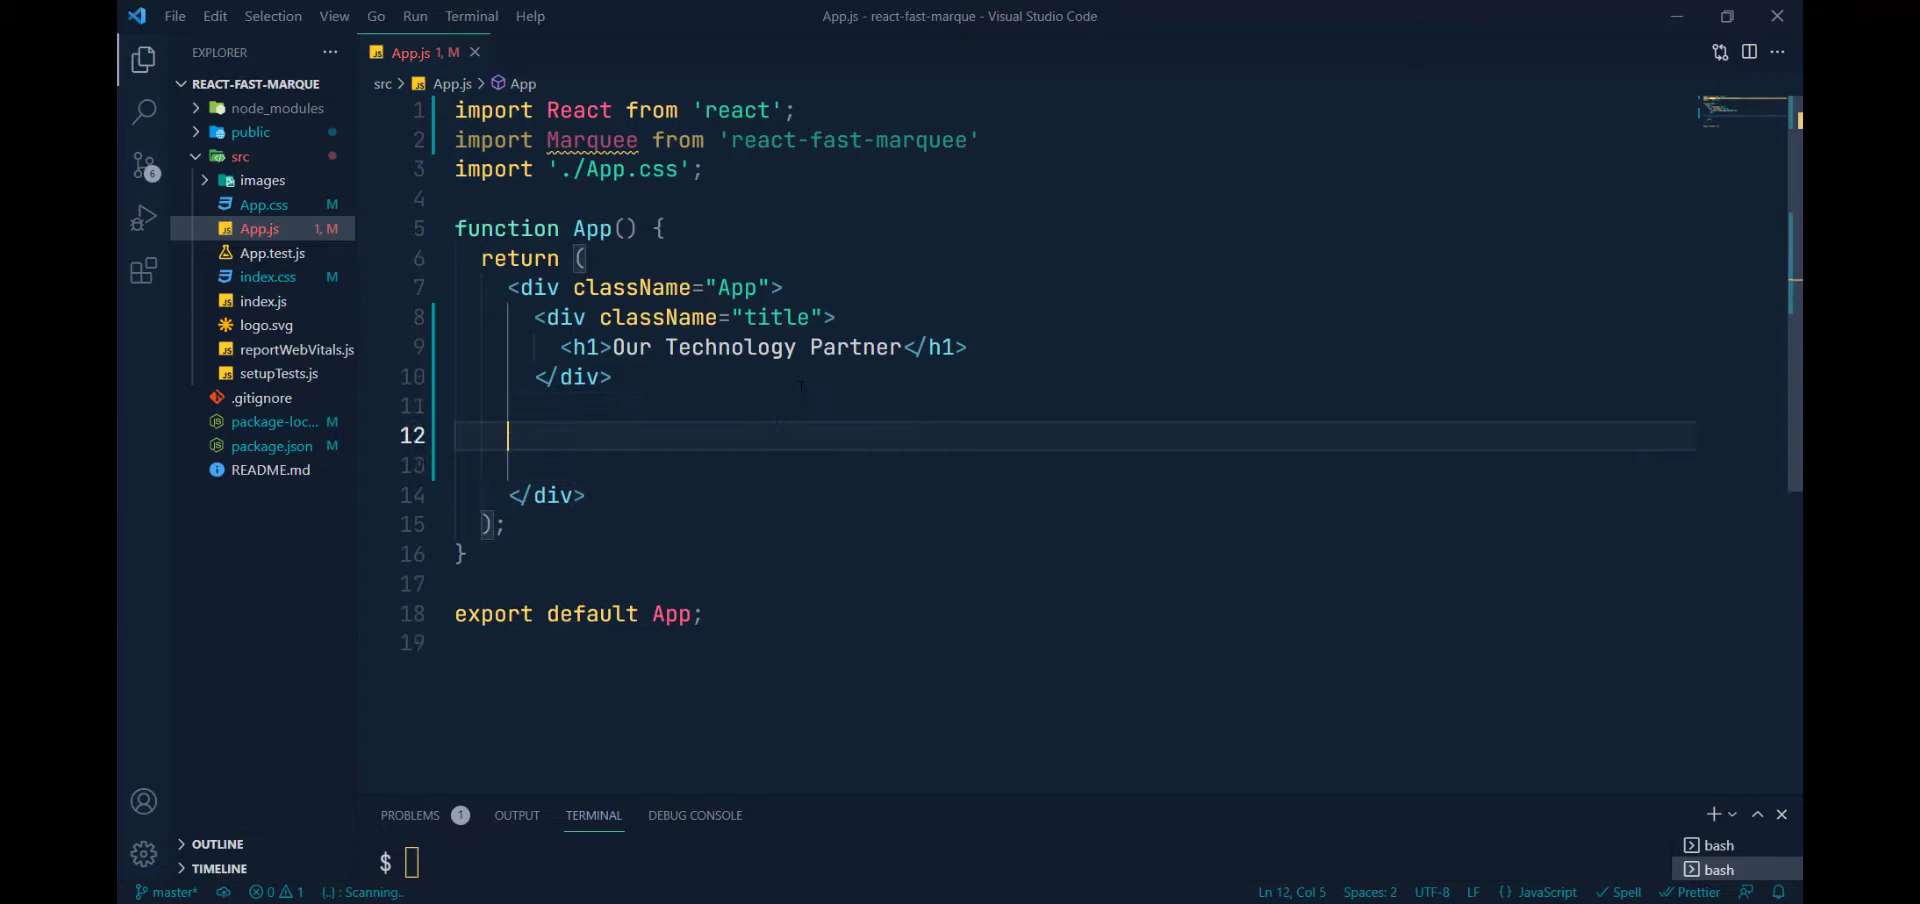 File Edit Selection View Go Run Terminal Help
App.js - react-fast-marque - Visual Studio Code
EXPLORER
REACT-FAST-MARQUE
node_modules
public
src
images
App.css M
App.js 1, M
App.test.js
index.css M
index.js
logo.svg
reportWebVitals.js
setupTests.js
.gitignore
package-loc... M
package.json M
README.md
OUTLINE
TIMELINE
6
App.js 1, M
src > App.js > App
1 import React from 'react';
2 import Marquee from 'react-fast-marquee'
3 import './App.css';
4
5 function App() {
6 return (
7 <div className="App">
8 <div className="title">
9 <h1>Our Technology Partner</h1>
10 </div>
11
12
13
14 </div>
15 );
16 }
17
18 export default App;
19
PROBLEMS 1 OUTPUT TERMINAL DEBUG CONSOLE
$
bash
bash
master* 0 1 {..} : Scanning..
Ln 12, Col 5 Spaces: 2 UTF-8 LF {} JavaScript Spell Prettier